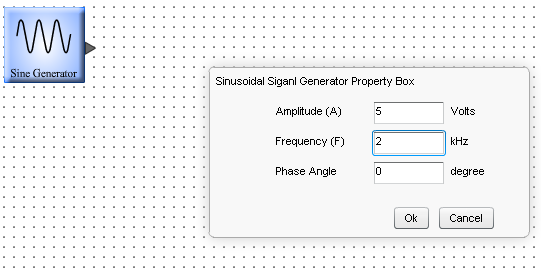 Sine Generator
Sinusoidal Siganl Generator Property Box
Amplitude (A) 5 Volts
Frequency (F) 2 kHz
Phase Angle 0 degree
Ok Cancel